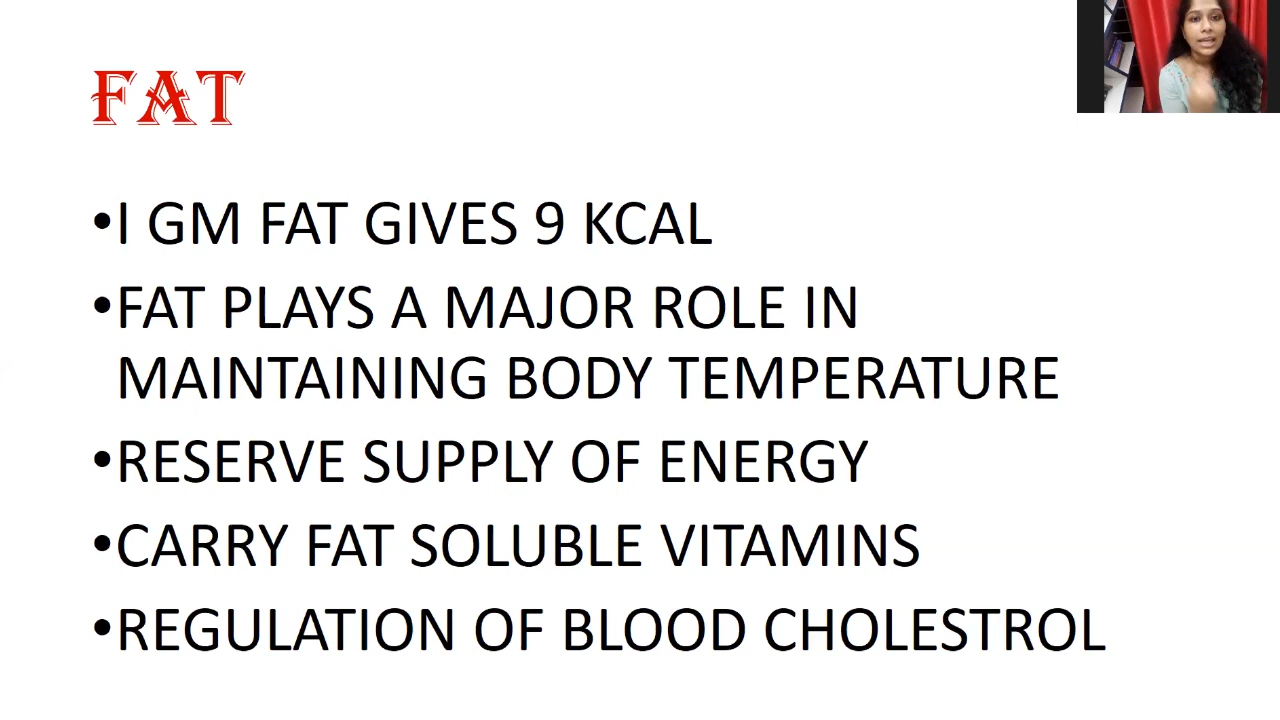 FAT
•I GM FAT GIVES 9 KCAL
•FAT PLAYS A MAJOR ROLE IN
MAINTAINING BODY TEMPERATURE
•RESERVE SUPPLY OF ENERGY
•CARRY FAT SOLUBLE VITAMINS
•REGULATION OF BLOOD CHOLESTROL